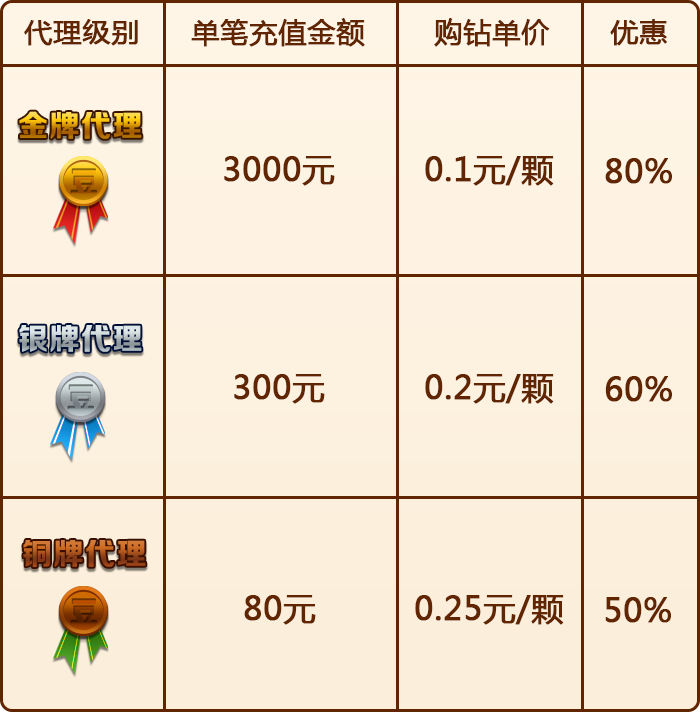 代理级别 单笔充值金额 购钻单价 优惠
金牌代理
豆
3000元 0.1元/颗 80%
银牌代理
豆
300元 0.2元/颗 60%
铜牌代理
豆
80元 0.25元/颗 50%